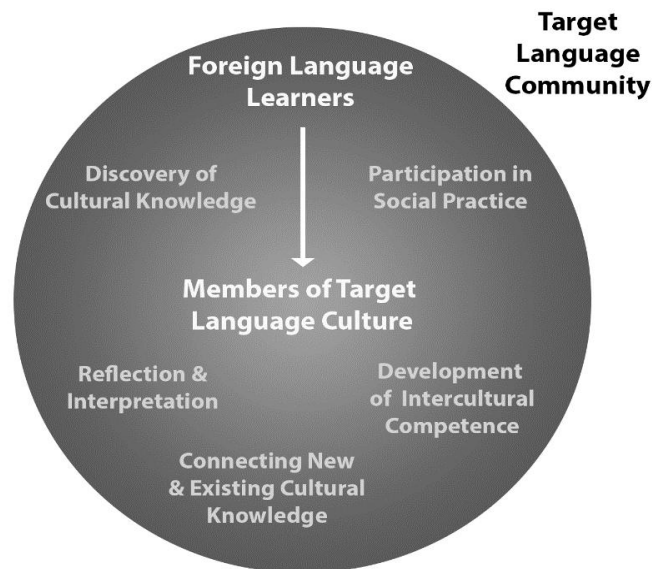 Target
Language
Community
Foreign Language
Learners
Discovery of
Cultural Knowledge
Participation in
Social Practice
Members of Target
Language Culture
Reflection &
Interpretation
Development
of Intercultural
Competence
Connecting New
& Existing Cultural
Knowledge